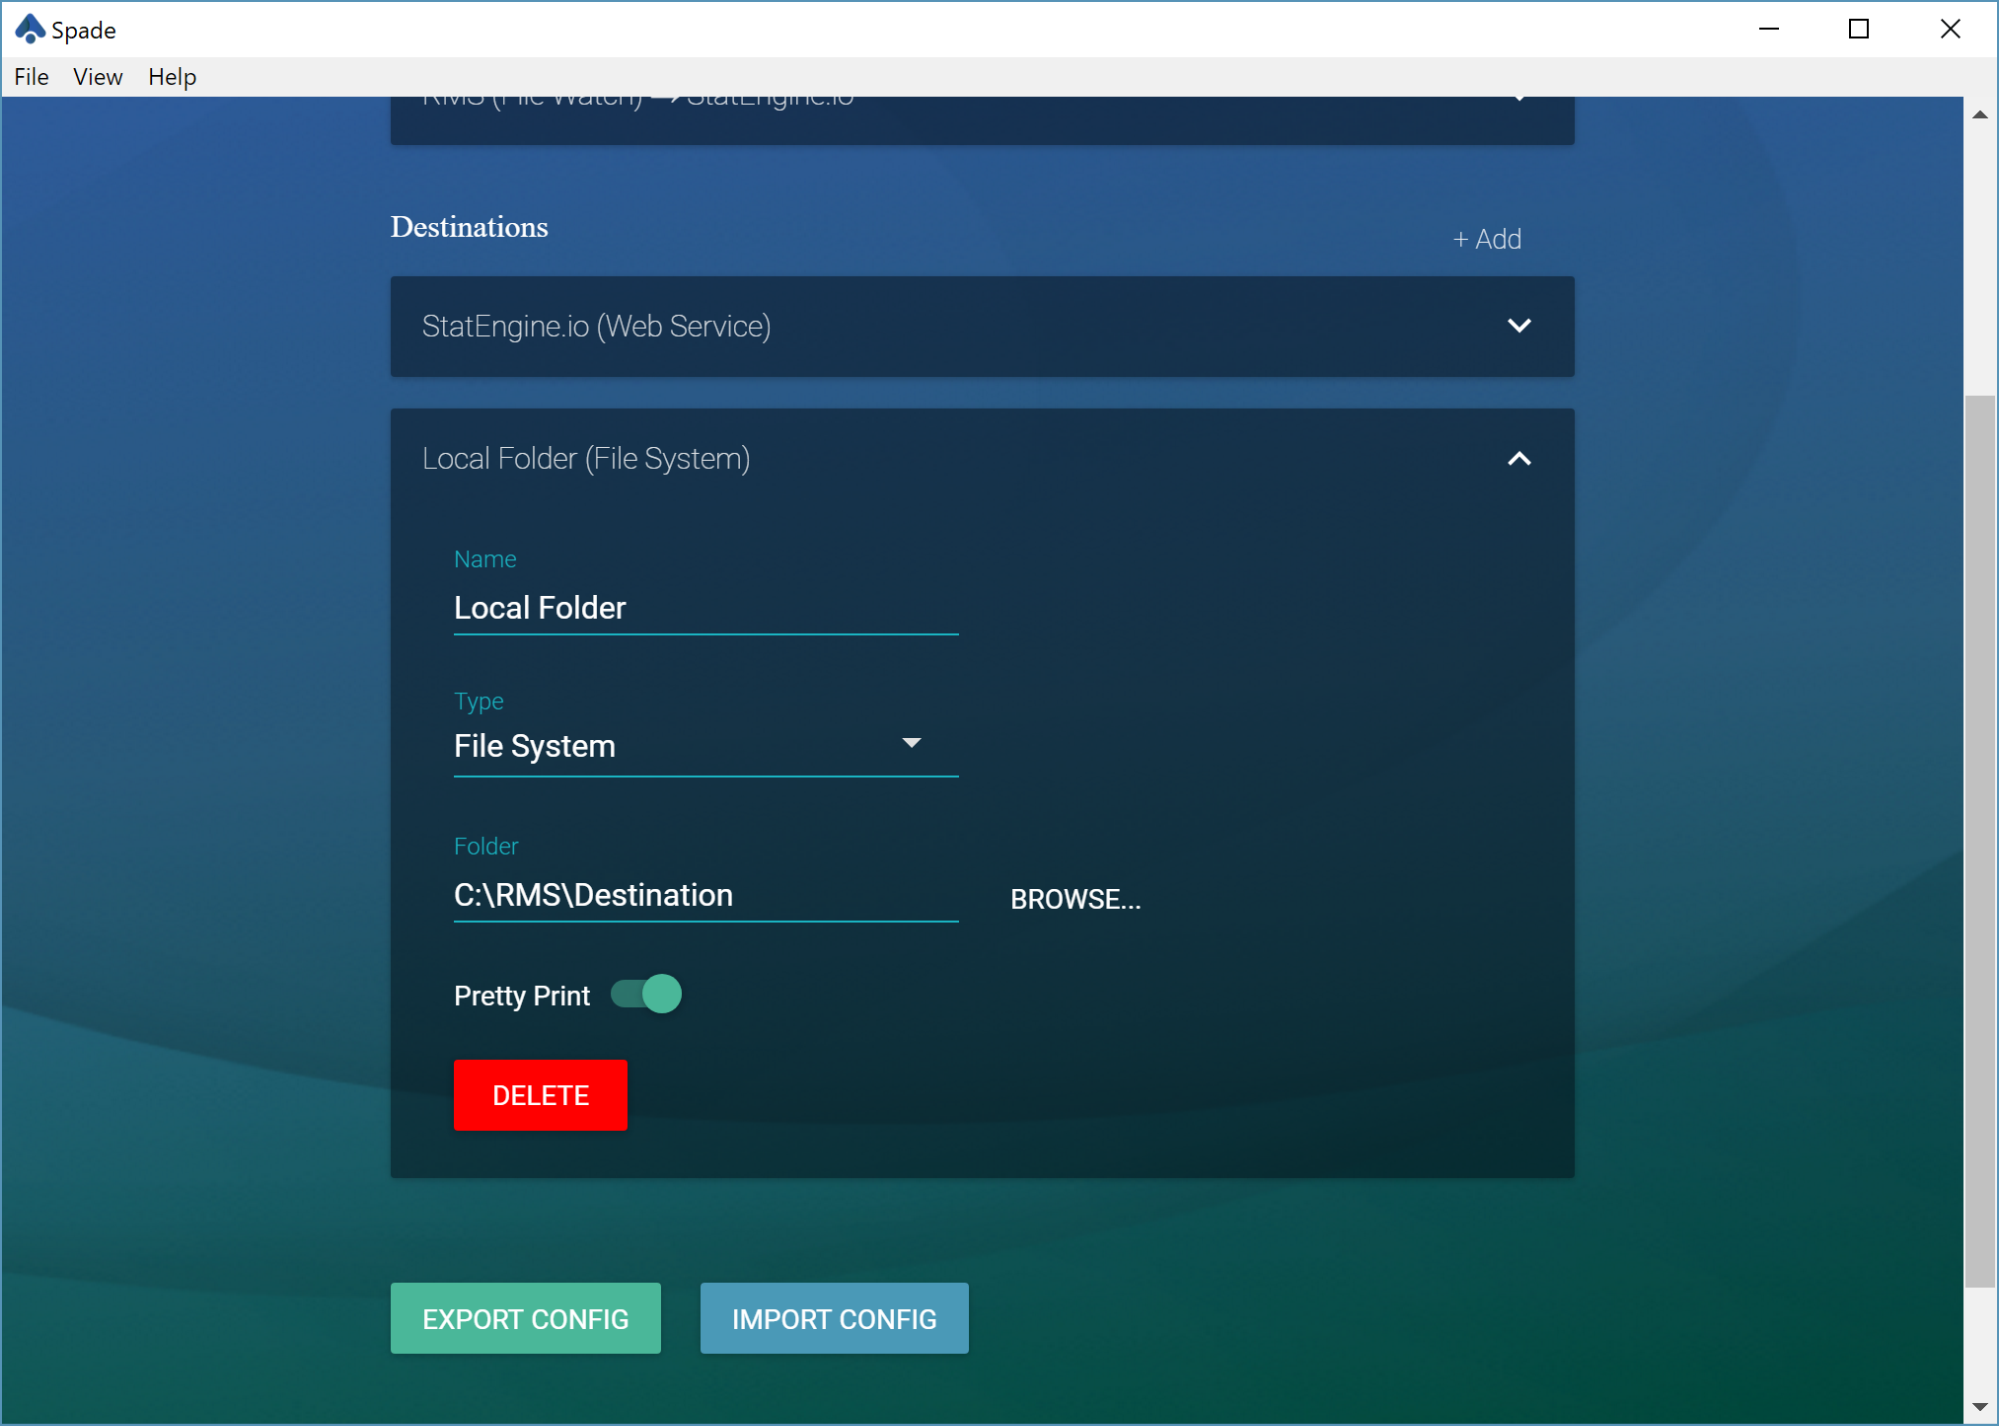 Spade
File View Help
RMS (File Watch) → StatEngine.io
Destinations
+ Add
StatEngine.io (Web Service)
Local Folder (File System)
Name
Local Folder
Type
File System
Folder
C:\RMS\Destination
BROWSE...
Pretty Print
DELETE
EXPORT CONFIG
IMPORT CONFIG